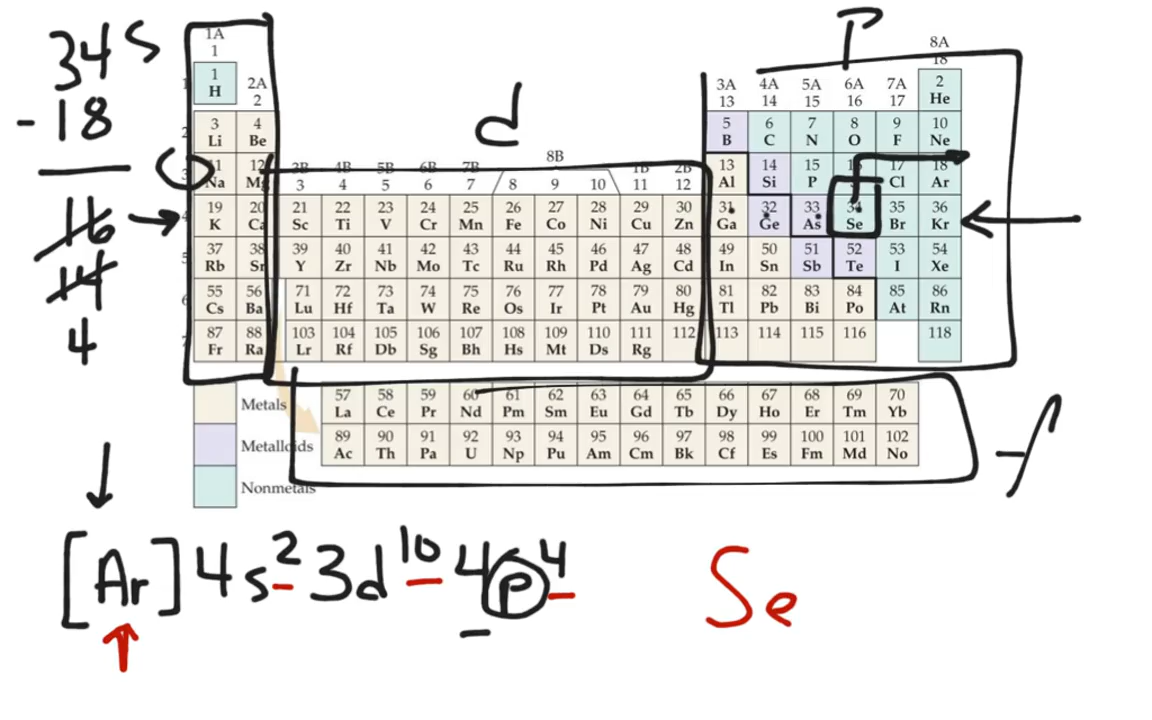 34 S
- 18
16
14
4
d
P
f
1A
1
2A
2
3B 4B 5B 6B 7B 8B 1B 2B
3 4 5 6 7 8 9 10 11 12
3A 4A 5A 6A 7A 8A
13 14 15 16 17 18
1 H 2 He
3 Li 4 Be 5 B 6 C 7 N 8 O 9 F 10 Ne
11 Na 12 Mg 13 Al 14 Si 15 P 17 Cl 18 Ar
19 K 20 Ca 21 Sc 22 Ti 23 V 24 Cr 25 Mn 26 Fe 27 Co 28 Ni 29 Cu 30 Zn 31 Ga 32 Ge 33 As 34 Se 35 Br 36 Kr
37 Rb 38 Sr 39 Y 40 Zr 41 Nb 42 Mo 43 Tc 44 Ru 45 Rh 46 Pd 47 Ag 48 Cd 49 In 50 Sn 51 Sb 52 Te 53 I 54 Xe
55 Cs 56 Ba 71 Lu 72 Hf 73 Ta 74 W 75 Re 76 Os 77 Ir 78 Pt 79 Au 80 Hg 81 Tl 82 Pb 83 Bi 84 Po 85 At 86 Rn
87 Fr 88 Ra 103 Lr 104 Rf 105 Db 106 Sg 107 Bh 108 Hs 109 Mt 110 Ds 111 Rg 112 113 114 115 116 118
57 La 58 Ce 59 Pr 60 Nd 61 Pm 62 Sm 63 Eu 64 Gd 65 Tb 66 Dy 67 Ho 68 Er 69 Tm 70 Yb
89 Ac 90 Th 91 Pa 92 U 93 Np 94 Pu 95 Am 96 Cm 97 Bk 98 Cf 99 Es 100 Fm 101 Md 102 No
Metals
Metalloids
Nonmetals
[Ar] 4s² 3d¹⁰ 4p⁴
Se